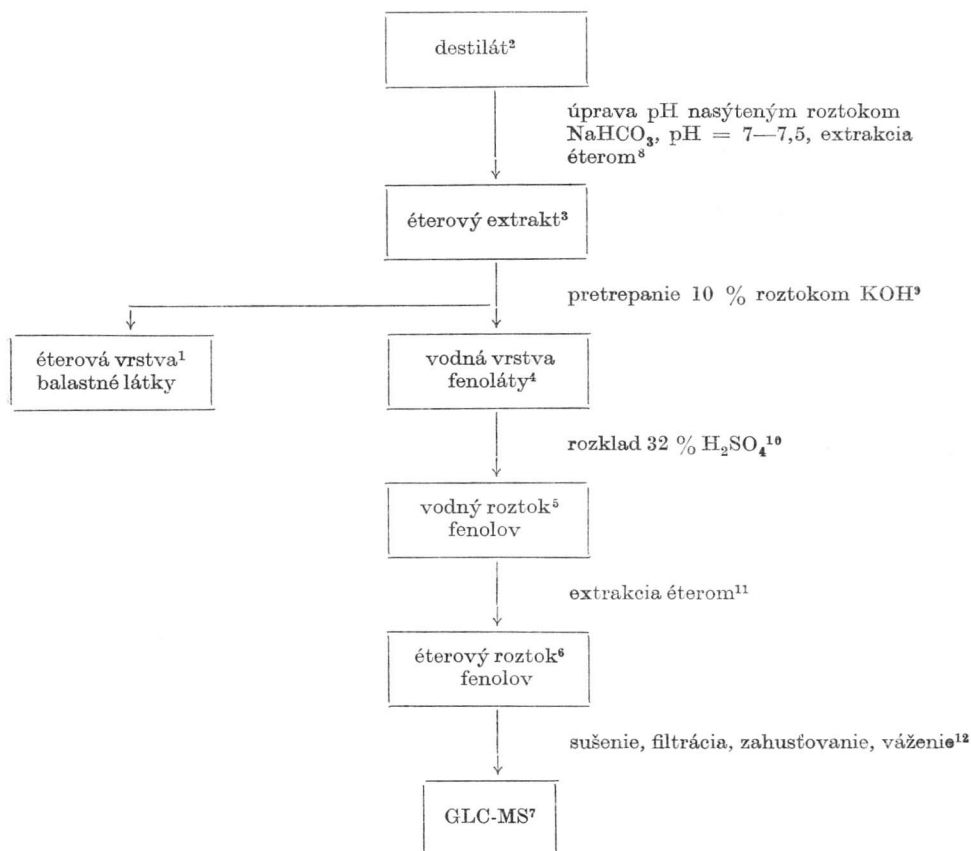 destilát²
úprava pH nasýteným roztokom
NaHCO₃, pH = 7—7,5, extrakcia
éterom⁸
éterový extrakt³
pretrepanie 10 % roztokom KOH⁹
éterová vrstva¹
balastné látky
vodná vrstva
fenoláty⁴
rozklad 32 % H₂SO₄¹⁰
vodný roztok⁵
fenolov
extrakcia éterom¹¹
éterový roztok⁶
fenolov
sušenie, filtrácia, zahusťovanie, váženie¹²
GLC-MS⁷